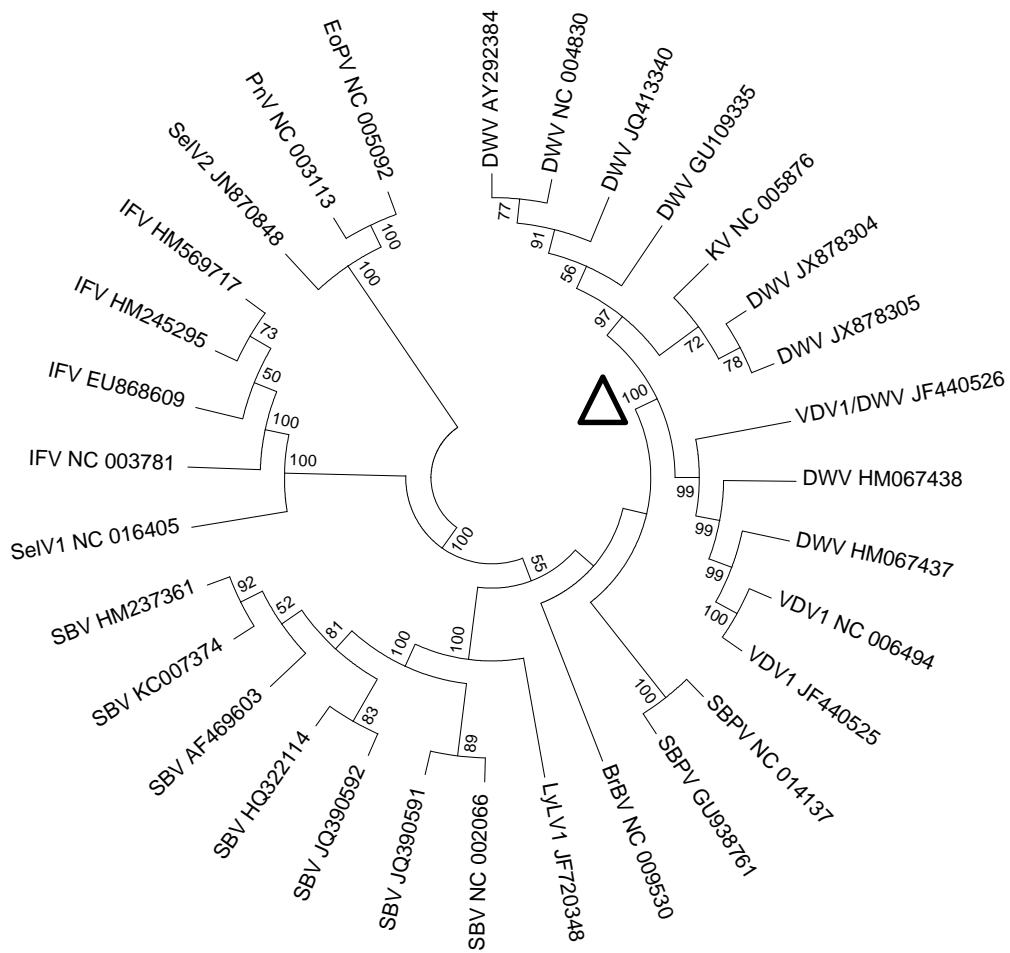 EoPV NC 005092
PnV NC 003113
SeIV2 JN870848
IFV HM569717
IFV HM245295
IFV EU868609
IFV NC 003781
SeIV1 NC 016405
SBV HM237361
SBV KC007374
SBV AF469603
SBV HQ322114
SBV JQ390592
SBV JQ390591
SBV NC 002066
LyLV1 JF720348
BrBV NC 009530
SBPV GU938761
SBPV NC 014137
VDV1 JF440525
VDV1 NC 006494
DWV HM067437
DWV HM067438
VDV1/DWV JF440526
DWV JX878305
DWV JX878304
KV NC 005876
DWV GU109335
DWV JQ413340
DWV NC 004830
DWV AY292384
77
91
56
97
72
78
100
99
99
99
100
100
55
100
100
100
100
73
50
100
100
92
52
81
83
100
89
100